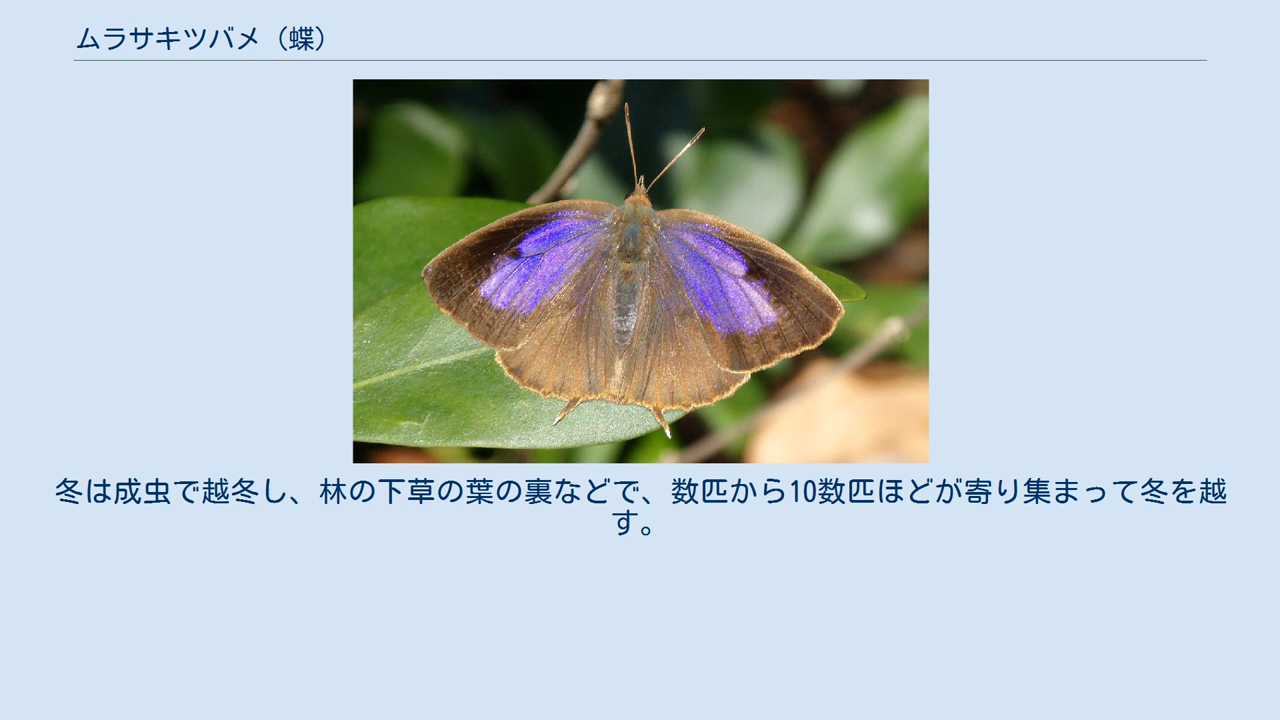 ムラサキツバメ（蝶）
冬は成虫で越冬し、林の下草の葉の裏などで、数匹から10数匹ほどが寄り集まって冬を越
す。